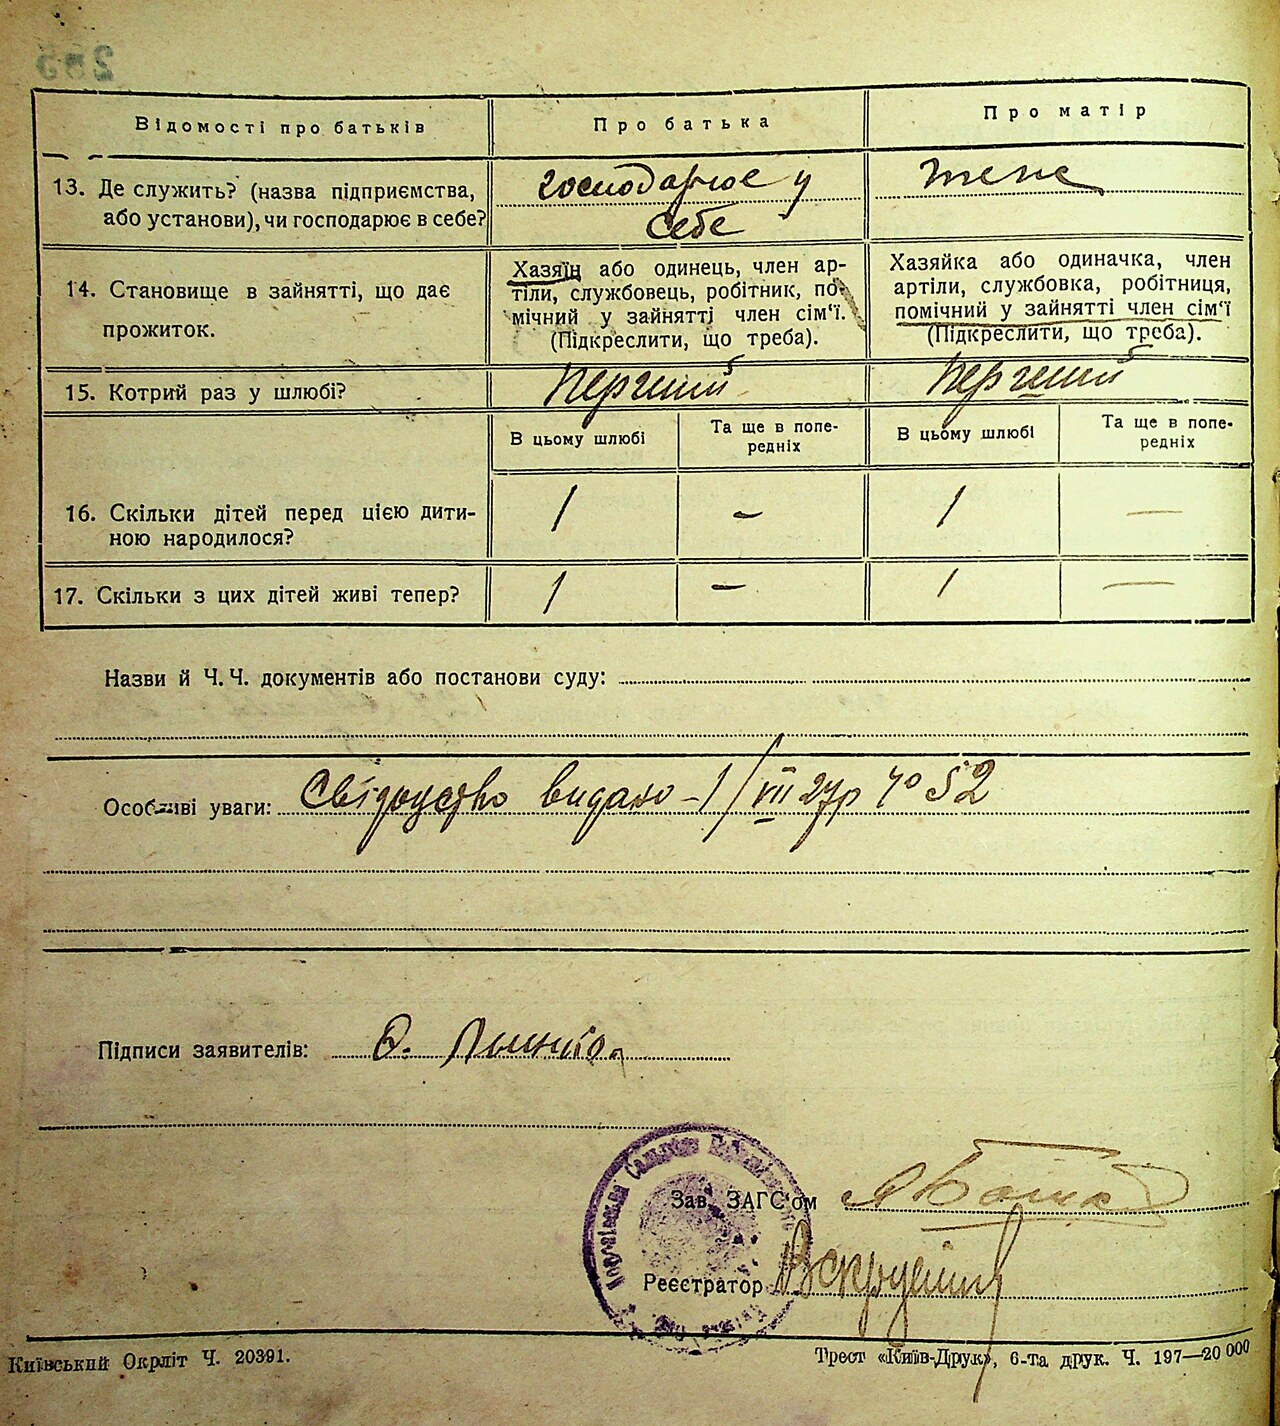 Відомості про батьків
Про батька
Про матір
13. Де служить? (назва підприємства,
або установи), чи господарює в себе?
господарює у
себе
14. Становище в зайнятті, що дає
прожиток.
Хазяїн або одинець, член ар-
тіли, службовець, робітник, по-
мічний у зайнятті член сім'ї.
(Підкреслити, що треба).
Хазяйка або одиначка, член
артіли, службовка, робітниця,
помічний у зайнятті член сім'ї
(Підкреслити, що треба).
15. Котрий раз у шлюбі?
В цьому шлюбі
Та ще в попе-
редніх
В цьому шлюбі
Та ще в попе-
редніх
16. Скільки дітей перед цією дити-
ною народилося?
1
-
1
-
17. Скільки з цих дітей живі тепер?
1
-
1
-
Назви й Ч. Ч. документів або постанови суду:
Особливі уваги: видано - 1/VII 27р 52
Підписи заявителів:
Зав. ЗАГС'ом
Реєстратор
Київський Окрліт Ч. 20391.
Трест «Київ-Друк», 6-та друк. Ч. 197—20 000